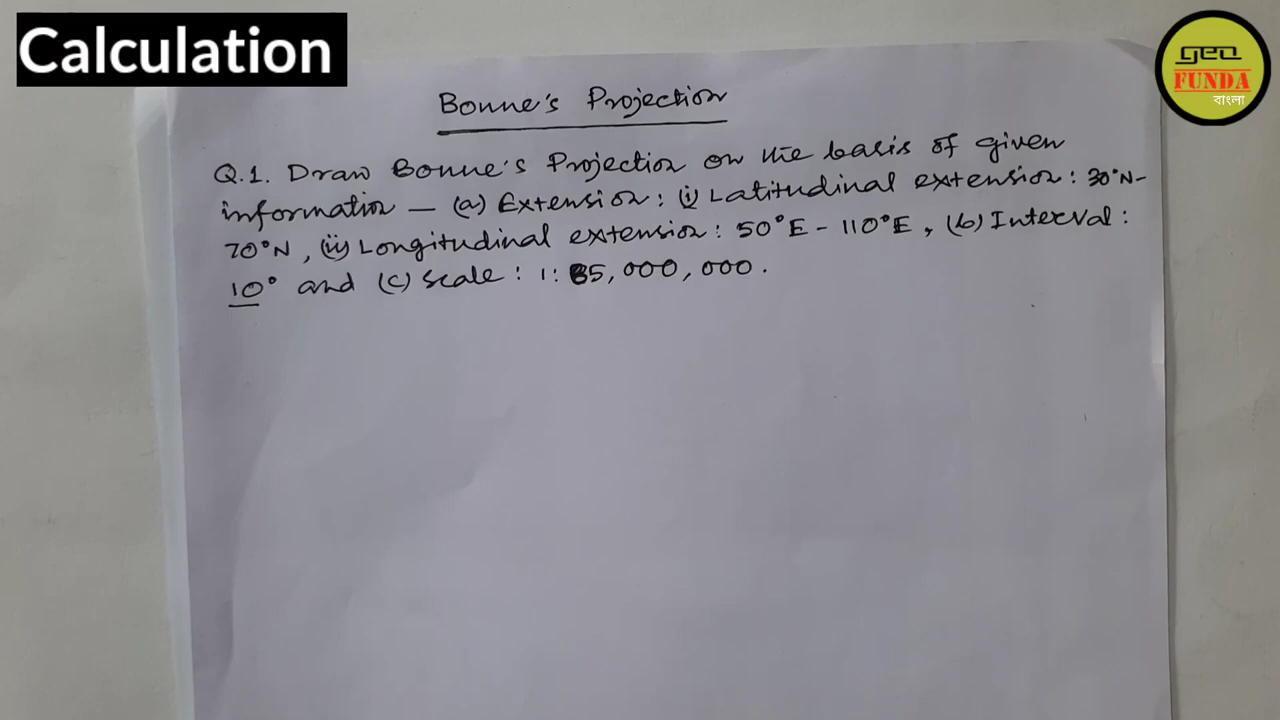 Calculation
geo
FUNDA
বাংলা
Bonne's Projection
Q.1. Draw Bonne's Projection on the basis of given
information — (a) Extension: (i) Latitudinal extension: 30°N-
70°N, (ii) Longitudinal extension: 50°E - 110°E, (b) Interval:
10° and (c) Scale: 1: 85,000,000.